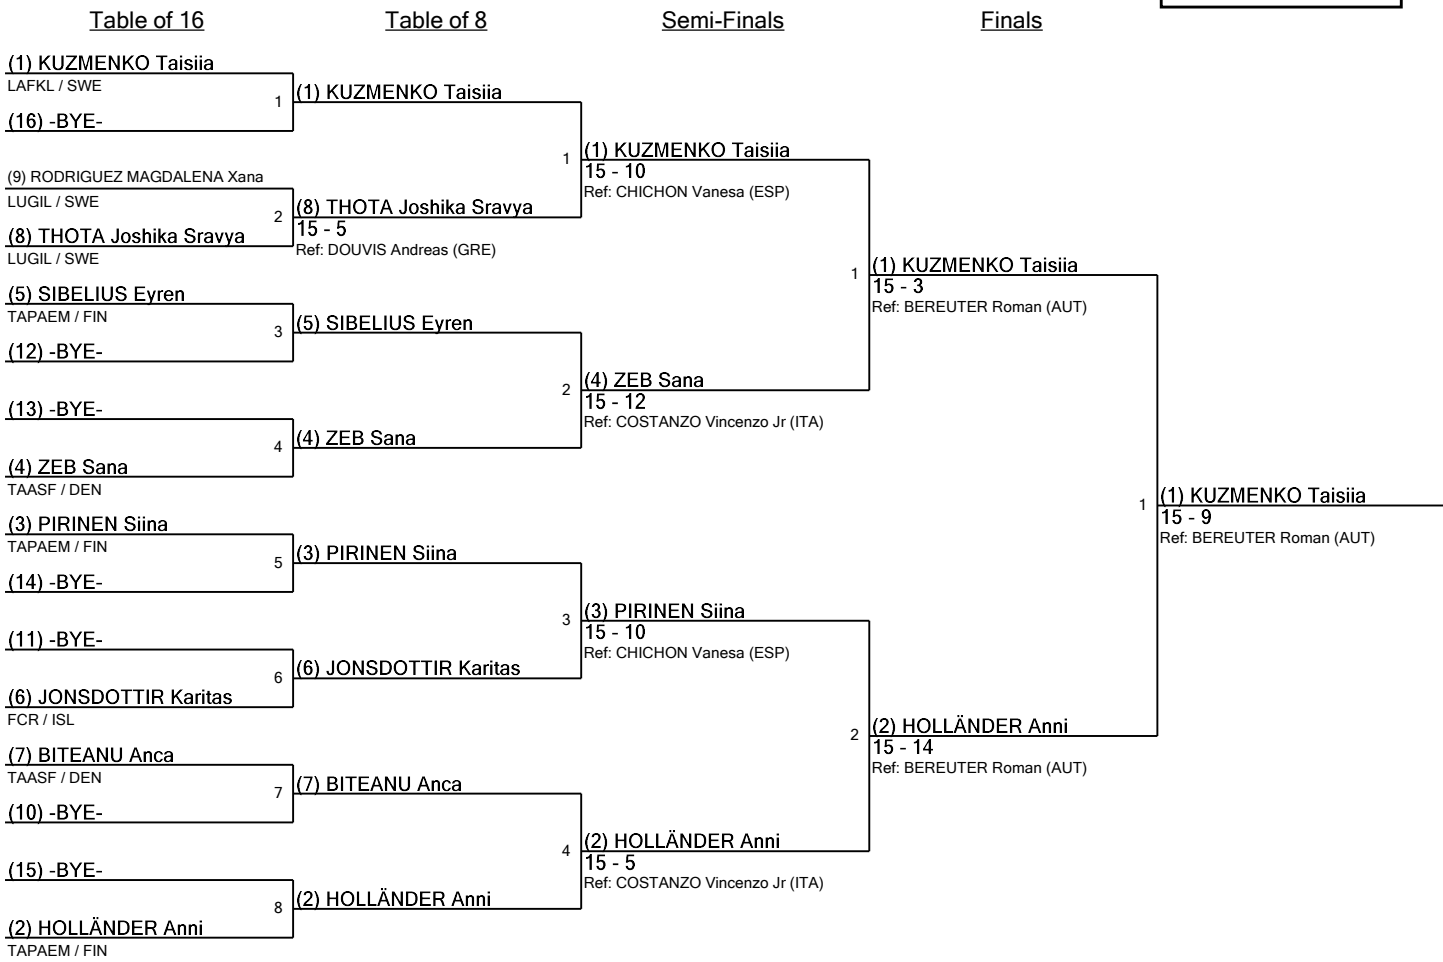 Table of 16
Table of 8
Semi-Finals
Finals
(1) KUZMENKO Taisiia
LAFKL / SWE
(16) -BYE-
1
(9) RODRIGUEZ MAGDALENA Xana
LUGIL / SWE
(8) THOTA Joshika Sravya
LUGIL / SWE
2
(5) SIBELIUS Eyren
TAPAEM / FIN
(12) -BYE-
3
(13) -BYE-
(4) ZEB Sana
TAASF / DEN
4
(3) PIRINEN Siina
TAPAEM / FIN
(14) -BYE-
5
(11) -BYE-
(6) JONSDOTTIR Karitas
FCR / ISL
6
(7) BITEANU Anca
TAASF / DEN
(10) -BYE-
7
(15) -BYE-
(2) HOLLÄNDER Anni
TAPAEM / FIN
8
(1) KUZMENKO Taisiia
(8) THOTA Joshika Sravya
15 - 5
Ref: DOUVIS Andreas (GRE)
1
(5) SIBELIUS Eyren
(4) ZEB Sana
2
(3) PIRINEN Siina
(6) JONSDOTTIR Karitas
3
(7) BITEANU Anca
(2) HOLLÄNDER Anni
4
(1) KUZMENKO Taisiia
15 - 10
Ref: CHICHON Vanesa (ESP)
(4) ZEB Sana
15 - 12
Ref: COSTANZO Vincenzo Jr (ITA)
1
(3) PIRINEN Siina
15 - 10
Ref: CHICHON Vanesa (ESP)
(2) HOLLÄNDER Anni
15 - 5
Ref: COSTANZO Vincenzo Jr (ITA)
2
(1) KUZMENKO Taisiia
15 - 3
Ref: BEREUTER Roman (AUT)
(2) HOLLÄNDER Anni
15 - 14
Ref: BEREUTER Roman (AUT)
1
(1) KUZMENKO Taisiia
15 - 9
Ref: BEREUTER Roman (AUT)